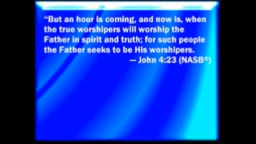 “But an hour is coming, and now is, when
the true worshipers will worship the
Father in spirit and truth; for such people
the Father seeks to be His worshipers.
— John 4:23 (NASB®)